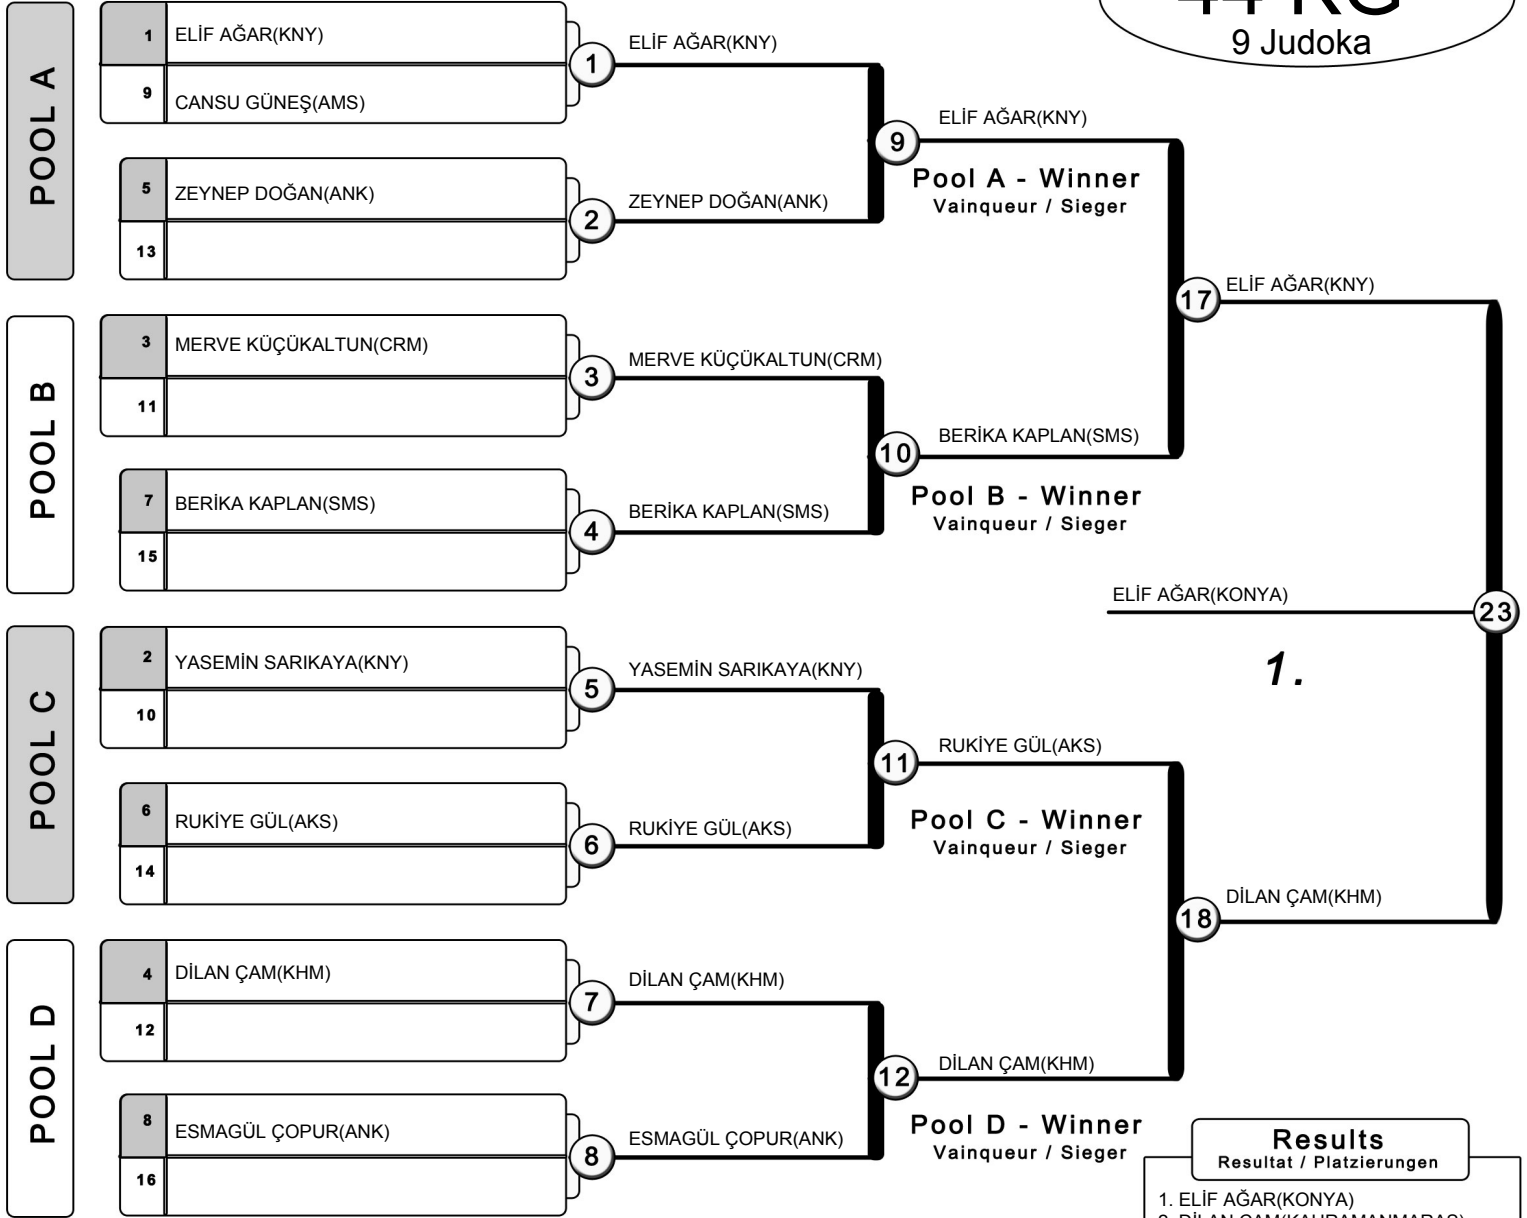 44 KG
9 Judoka
POOL A
1 ELİF AĞAR(KNY)
9 CANSU GÜNEŞ(AMS)
1
ELİF AĞAR(KNY)
5 ZEYNEP DOĞAN(ANK)
13
2
ZEYNEP DOĞAN(ANK)
9
ELİF AĞAR(KNY)
Pool A - Winner
Vainqueur / Sieger
POOL B
3 MERVE KÜÇÜKALTUN(CRM)
11
3
MERVE KÜÇÜKALTUN(CRM)
7 BERİKA KAPLAN(SMS)
15
4
BERİKA KAPLAN(SMS)
10
BERİKA KAPLAN(SMS)
Pool B - Winner
Vainqueur / Sieger
17
ELİF AĞAR(KNY)
POOL C
2 YASEMİN SARIKAYA(KNY)
10
5
YASEMİN SARIKAYA(KNY)
6 RUKİYE GÜL(AKS)
14
6
RUKİYE GÜL(AKS)
11
RUKİYE GÜL(AKS)
Pool C - Winner
Vainqueur / Sieger
POOL D
4 DİLAN ÇAM(KHM)
12
7
DİLAN ÇAM(KHM)
8 ESMAGÜL ÇOPUR(ANK)
16
8
ESMAGÜL ÇOPUR(ANK)
12
DİLAN ÇAM(KHM)
Pool D - Winner
Vainqueur / Sieger
18
DİLAN ÇAM(KHM)
ELİF AĞAR(KONYA)
23
1.
Results
Resultat / Platzierungen
1. ELİF AĞAR(KONYA)
2. DİLAN ÇAM(KAHRAMANMARAŞ)